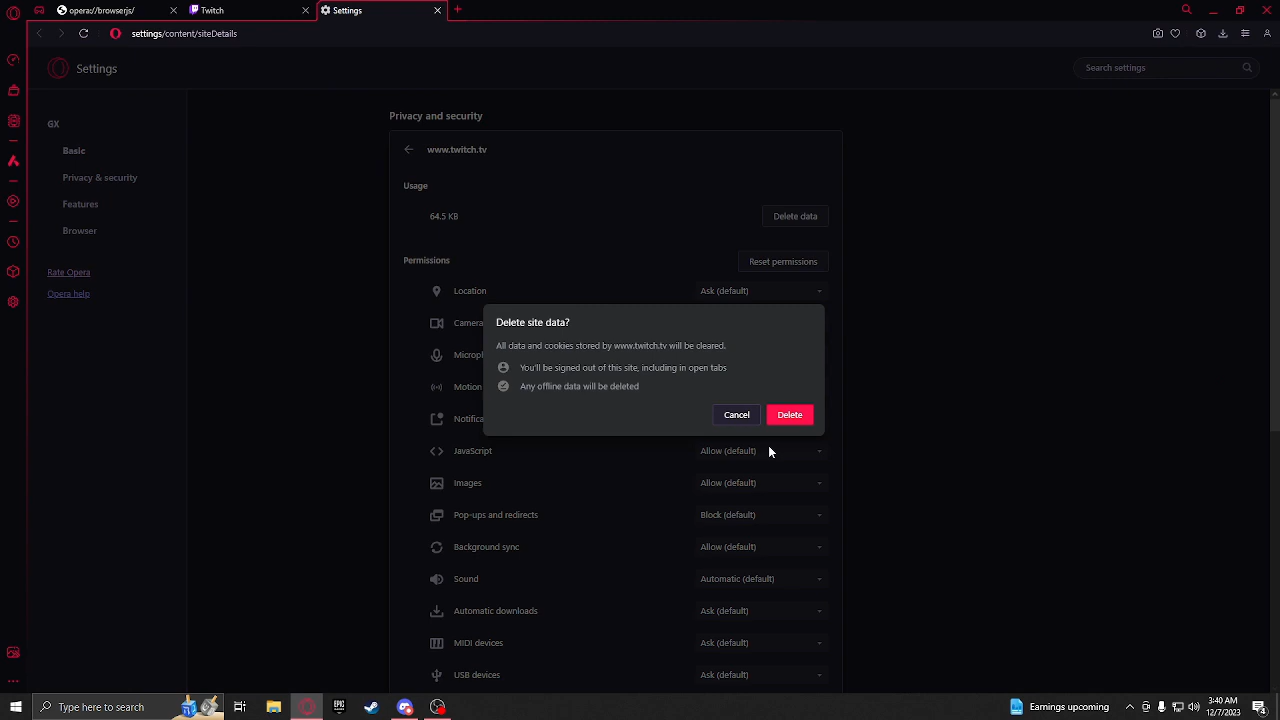 opera://browserjs/
Twitch
Settings
settings/content/siteDetails
Settings
Search settings
GX
Basic
Privacy & security
Features
Browser
Rate Opera
Opera help
Privacy and security
www.twitch.tv
Usage
64.5 KB
Delete data
Permissions
Reset permissions
Location
Ask (default)
Camera
Delete site data?
All data and cookies stored by www.twitch.tv will be cleared.
You'll be signed out of this site, including in open tabs
Any offline data will be deleted
Cancel
Delete
Microph
Motion
Notifica
JavaScript
Allow (default)
Images
Allow (default)
Pop-ups and redirects
Block (default)
Background sync
Allow (default)
Sound
Automatic (default)
Automatic downloads
Ask (default)
MIDI devices
Ask (default)
USB devices
Ask (default)
Type here to search
EPIC
Earnings upcoming
3:40 AM
12/7/2023